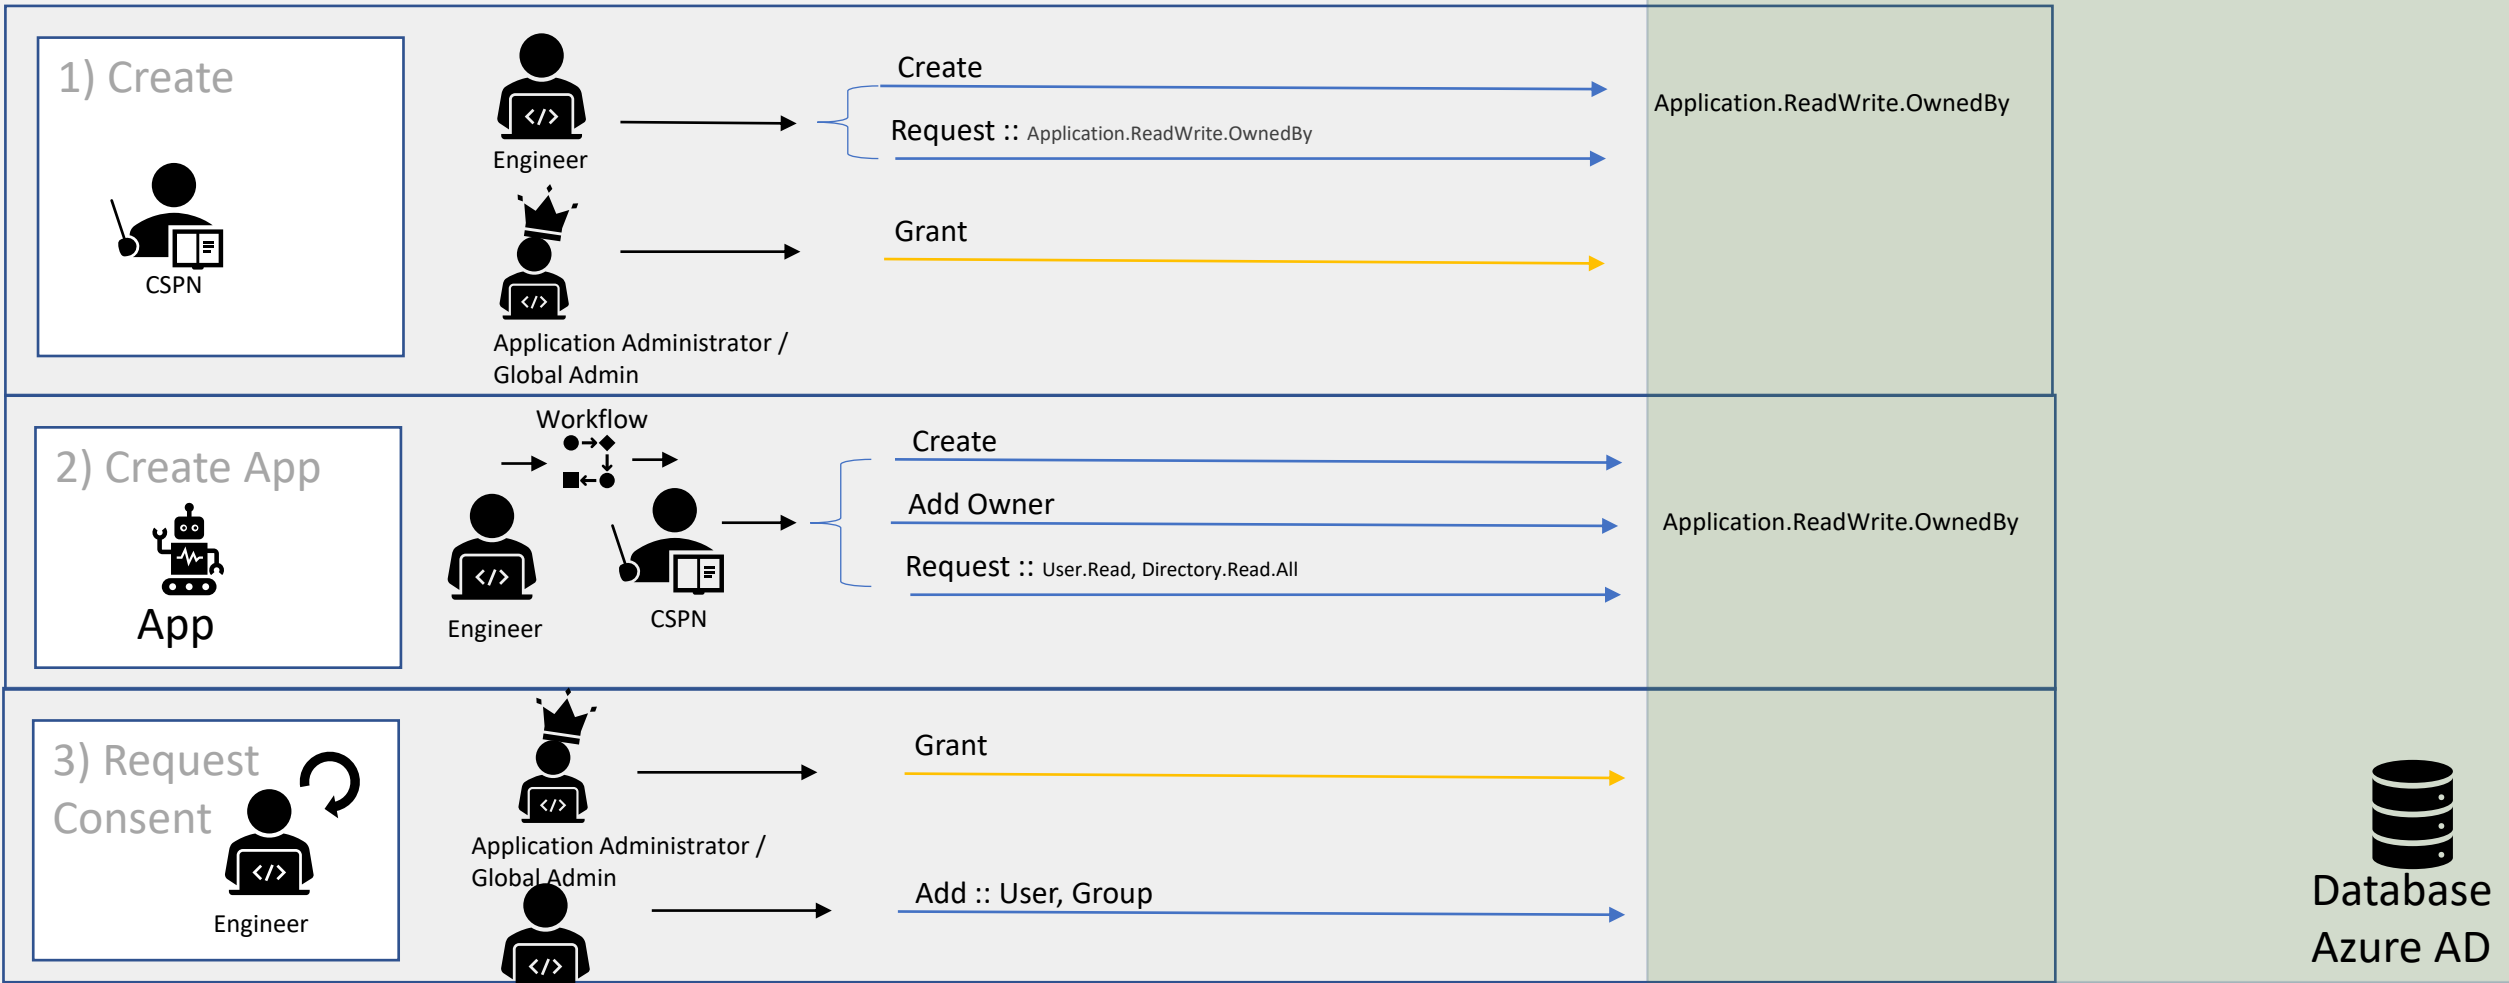 1) Create
CSPN
Engineer
Create
Request :: Application.ReadWrite.OwnedBy
Application.ReadWrite.OwnedBy
Grant
Application Administrator /
Global Admin
2) Create App
App
Workflow
Engineer
CSPN
Create
Add Owner
Request :: User.Read, Directory.Read.All
Application.ReadWrite.OwnedBy
3) Request
Consent
Engineer
Application Administrator /
Global Admin
Grant
Add :: User, Group
Database
Azure AD